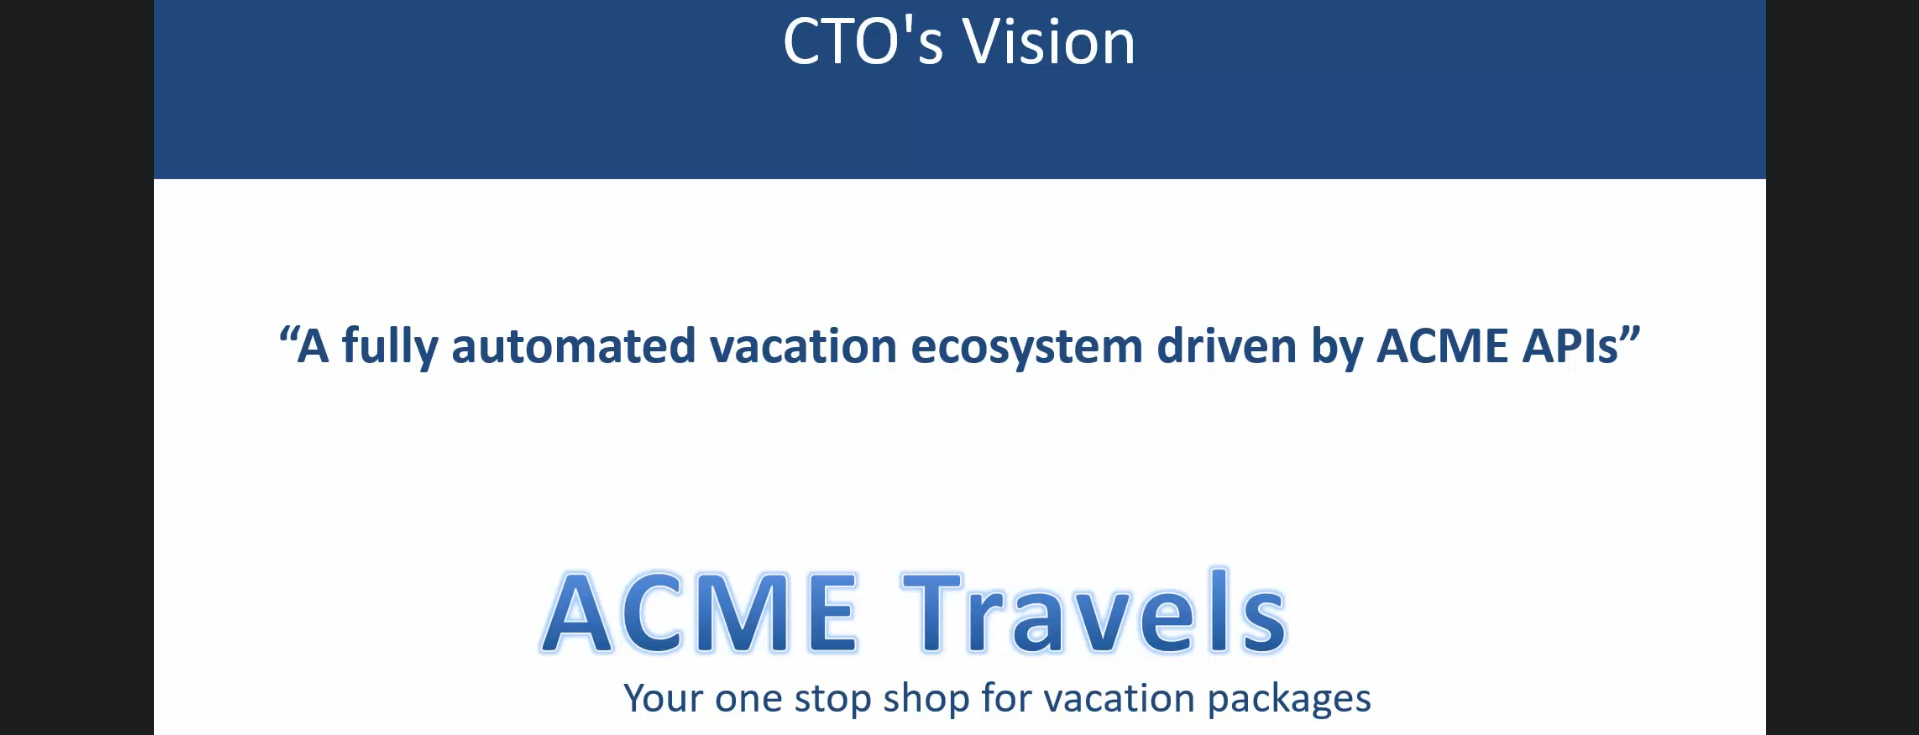 CTO's Vision
“A fully automated vacation ecosystem driven by ACME APIs”
ACME Travels
Your one stop shop for vacation packages